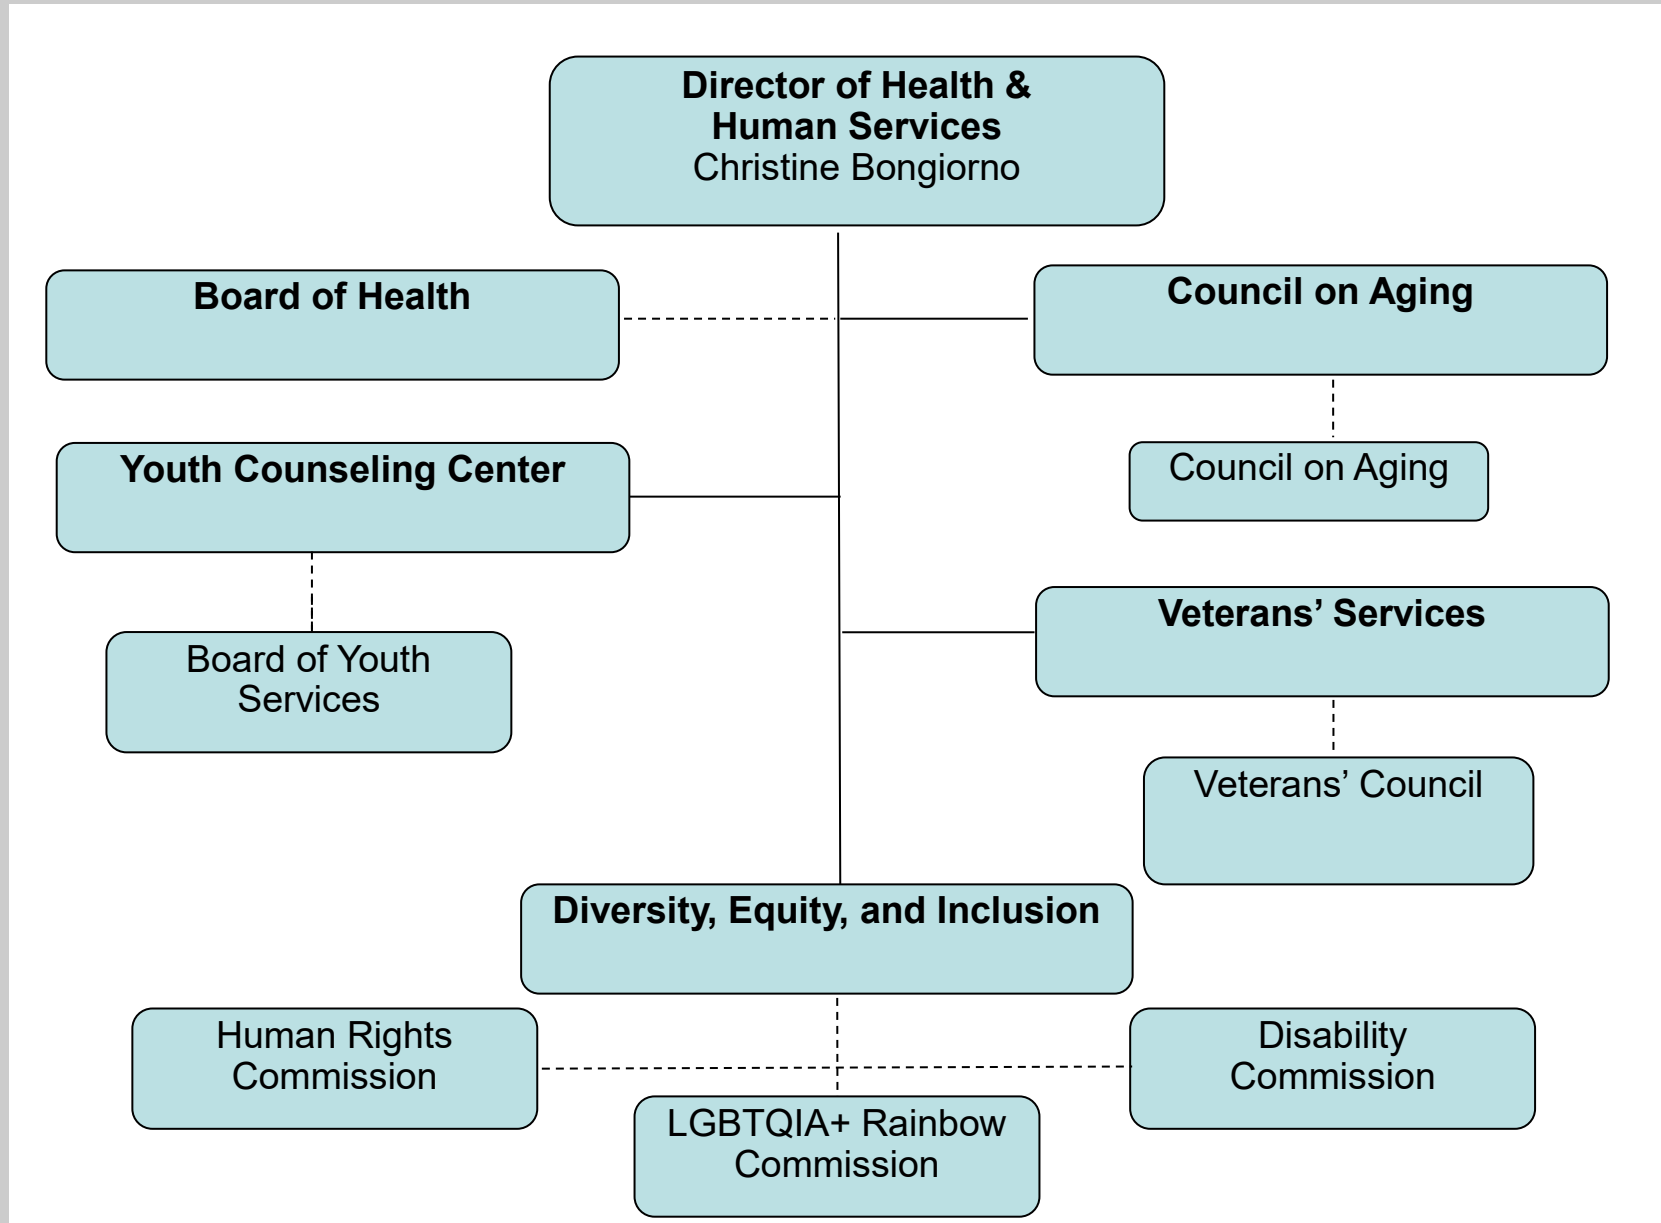 Director of Health &
Human Services
Christine Bongiorno
Board of Health
Council on Aging
Youth Counseling Center
Council on Aging
Board of Youth
Services
Veterans’ Services
Veterans’ Council
Diversity, Equity, and Inclusion
Human Rights
Commission
Disability
Commission
LGBTQIA+ Rainbow
Commission